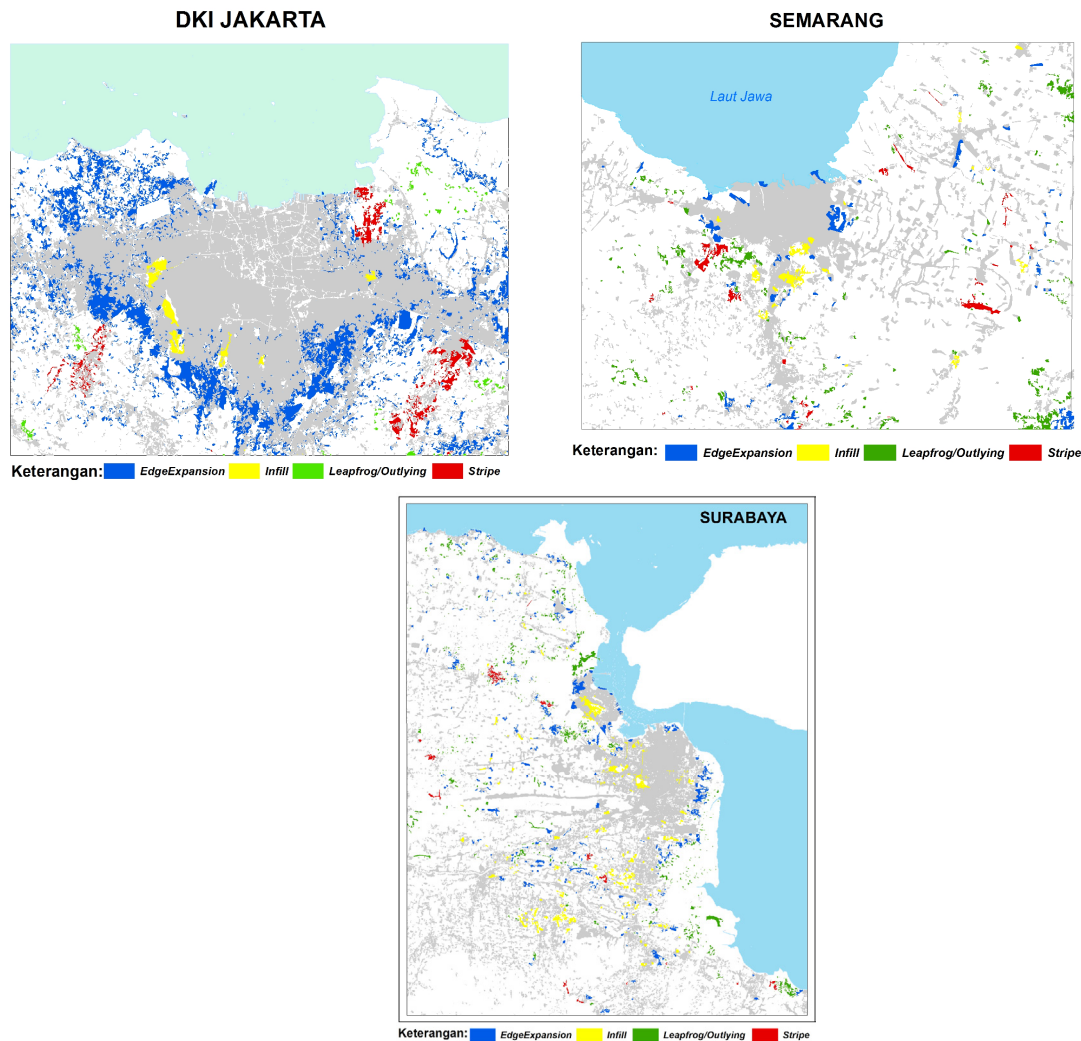 DKI JAKARTA
Keterangan: EdgeExpansion Infill Leapfrog/Outlying Stripe
SEMARANG
Laut Jawa
Keterangan: EdgeExpansion Infill Leapfrog/Outlying Stripe
SURABAYA
Keterangan: EdgeExpansion Infill Leapfrog/Outlying Stripe